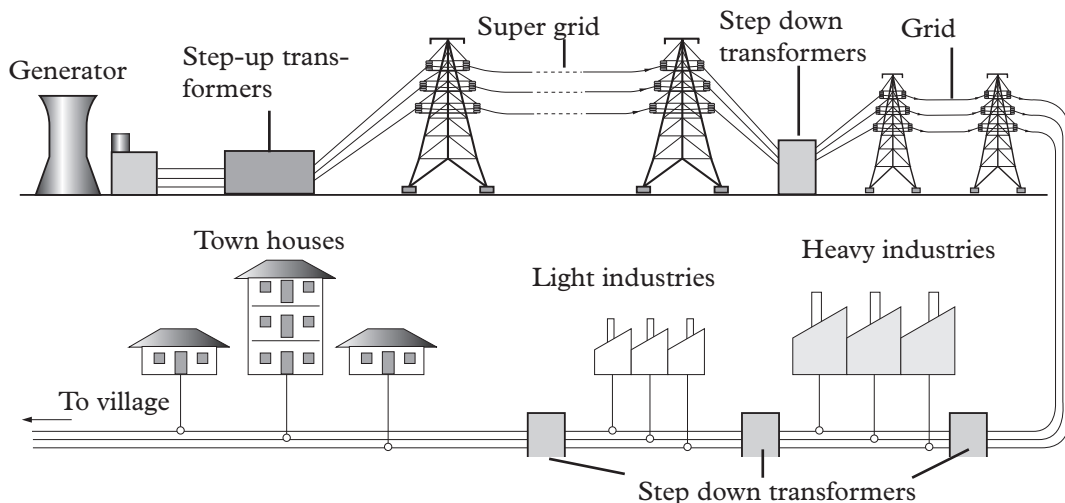 Generator
Step-up trans-
formers
Super grid
Step down
transformers
Grid
Town houses
Light industries
Heavy industries
To village
Step down transformers